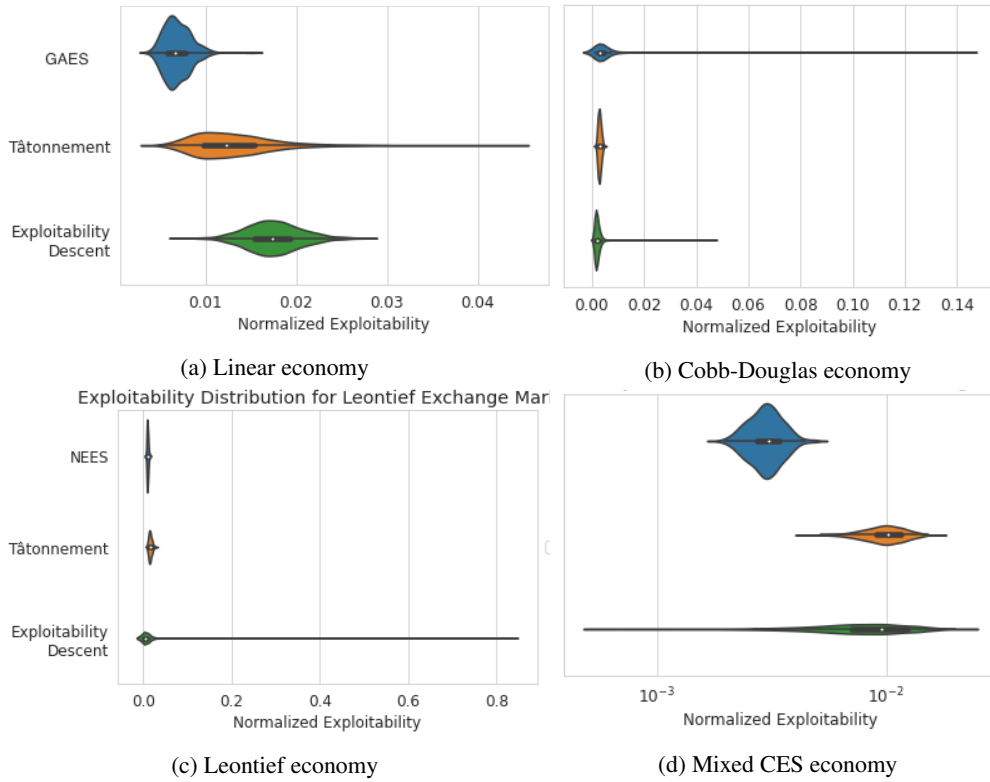 GAES
Tâtonnement
Exploitability
Descent
0.01 0.02 0.03 0.04
Normalized Exploitability
(a) Linear economy
0.00 0.02 0.04 0.06 0.08 0.10 0.12 0.14
Normalized Exploitability
(b) Cobb-Douglas economy
Exploitability Distribution for Leontief Exchange Mar
NEES
Tâtonnement
Exploitability
Descent
0.0 0.2 0.4 0.6 0.8
Normalized Exploitability
(c) Leontief economy
10⁻³ 10⁻²
Normalized Exploitability
(d) Mixed CES economy